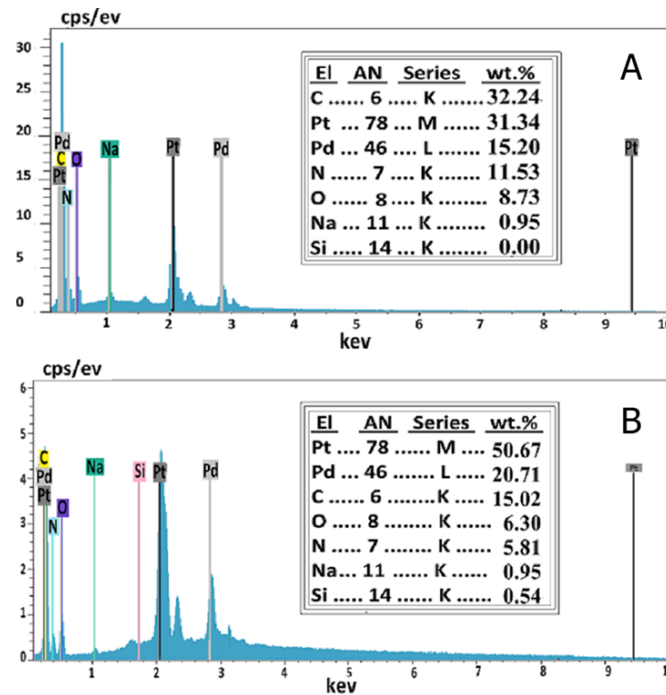 cps/ev
A
30
20
15
10
5
0
Pd
C
Pt
N
O
Na
Pt
Pd
Pt
El AN Series wt.%
C ...... 6 ..... K ........ 32.24
Pt ... 78 ... M ........ 31.34
Pd ... 46 ... L ........ 15.20
N ..... 7 ..... K ........ 11.53
O ..... 8 ..... K ........ 8.73
Na ... 11 ... K ........ 0.95
Si ..... 14 ... K ........ 0.00
1 2 3 4 5 6 7 8 9 10
kev
cps/ev
B
6
5
4
3
2
1
0
C
Pd
Pt
N
O
Na
Si
Pt
Pd
Pt
El AN Series wt.%
Pt .... 78 ...... M ..... 50.67
Pd .... 46 ...... L ..... 20.71
C ...... 6 ....... K ..... 15.02
O ..... 8 ........ K ..... 6.30
N ..... 7 ........ K ..... 5.81
Na ... 11 ...... K ..... 0.95
Si ..... 14 ...... K ..... 0.54
1 2 3 4 5 6 7 8 9
kev